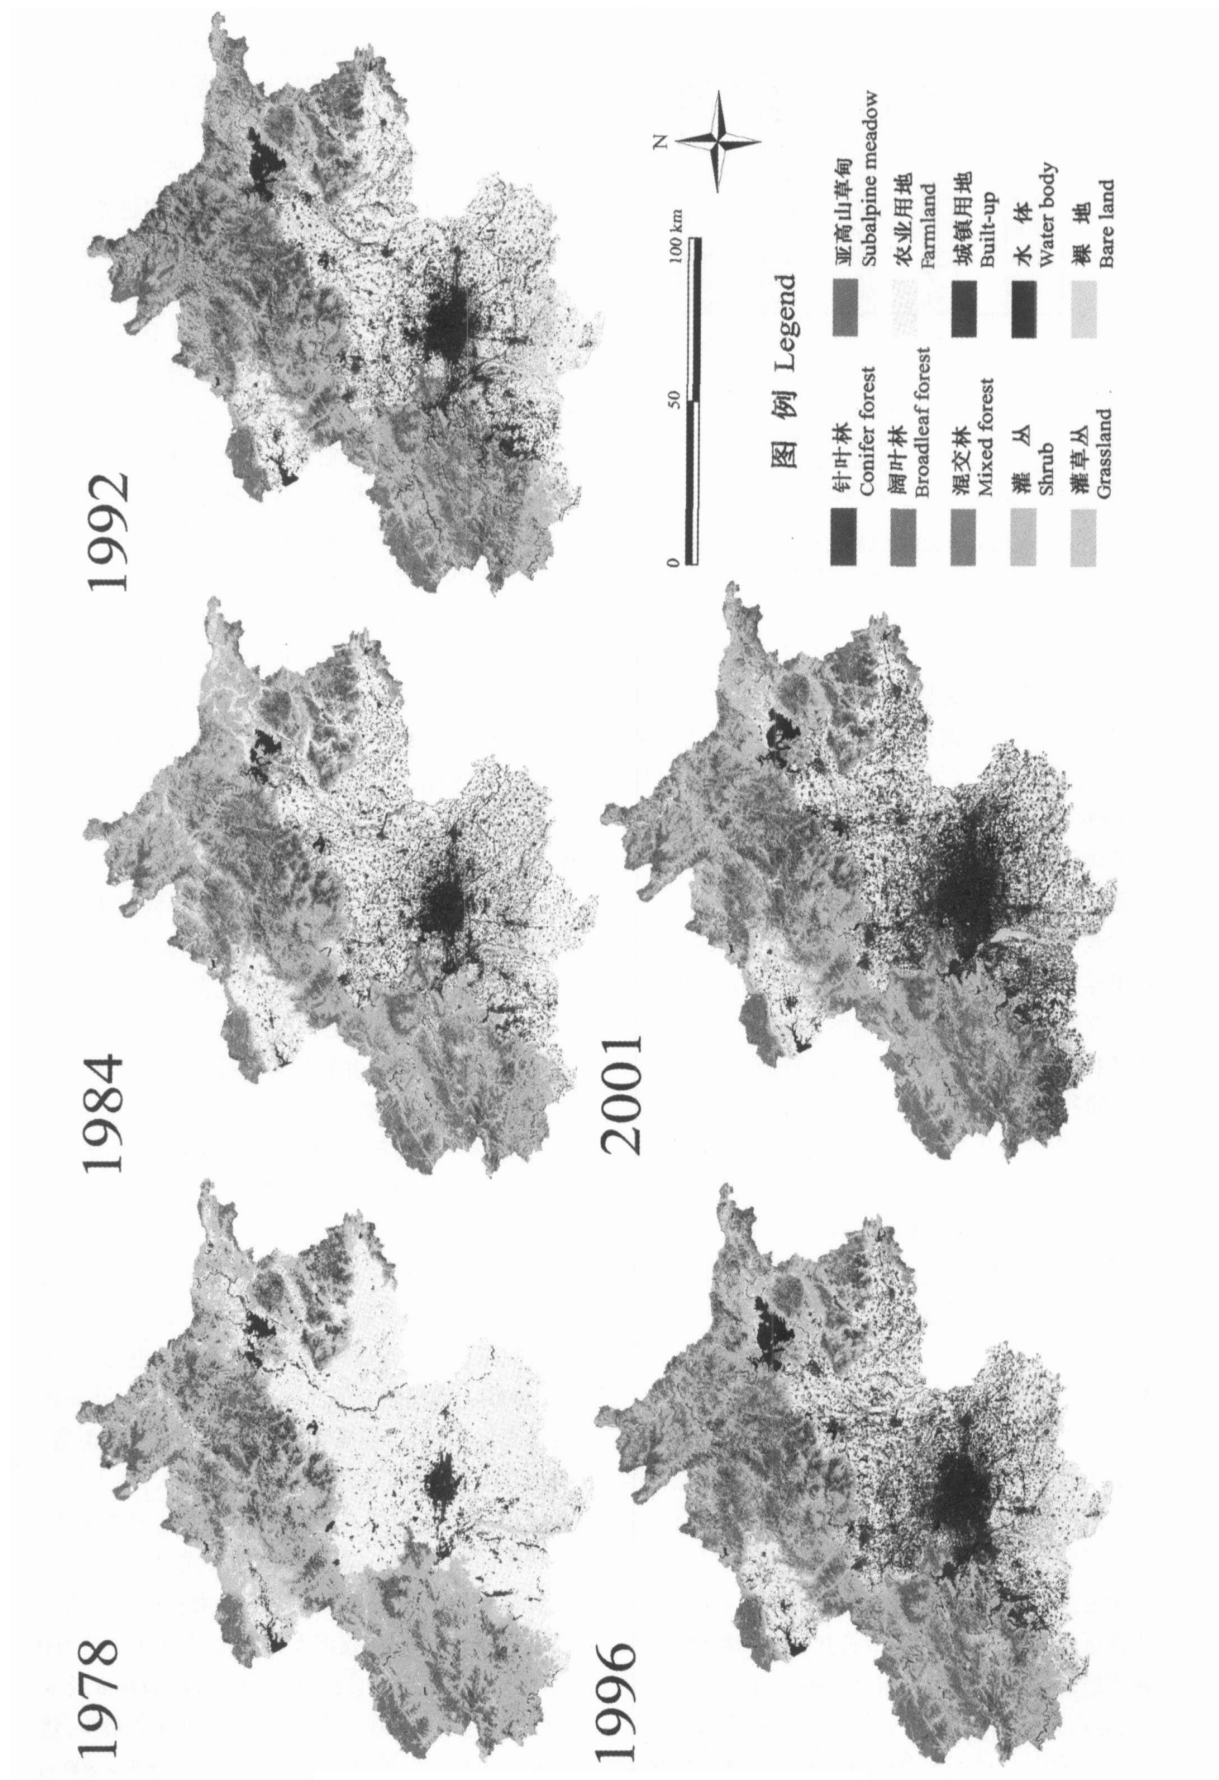 1978
1984
1992
1996
2001
N
0 50 100 km
图 例 Legend
针叶林
Conifer forest
阔叶林
Broadleaf forest
混交林
Mixed forest
灌 丛
Shrub
灌草丛
Grassland
亚高山草甸
Subalpine meadow
农业用地
Farmland
城镇用地
Built-up
水 体
Water body
裸 地
Bare land